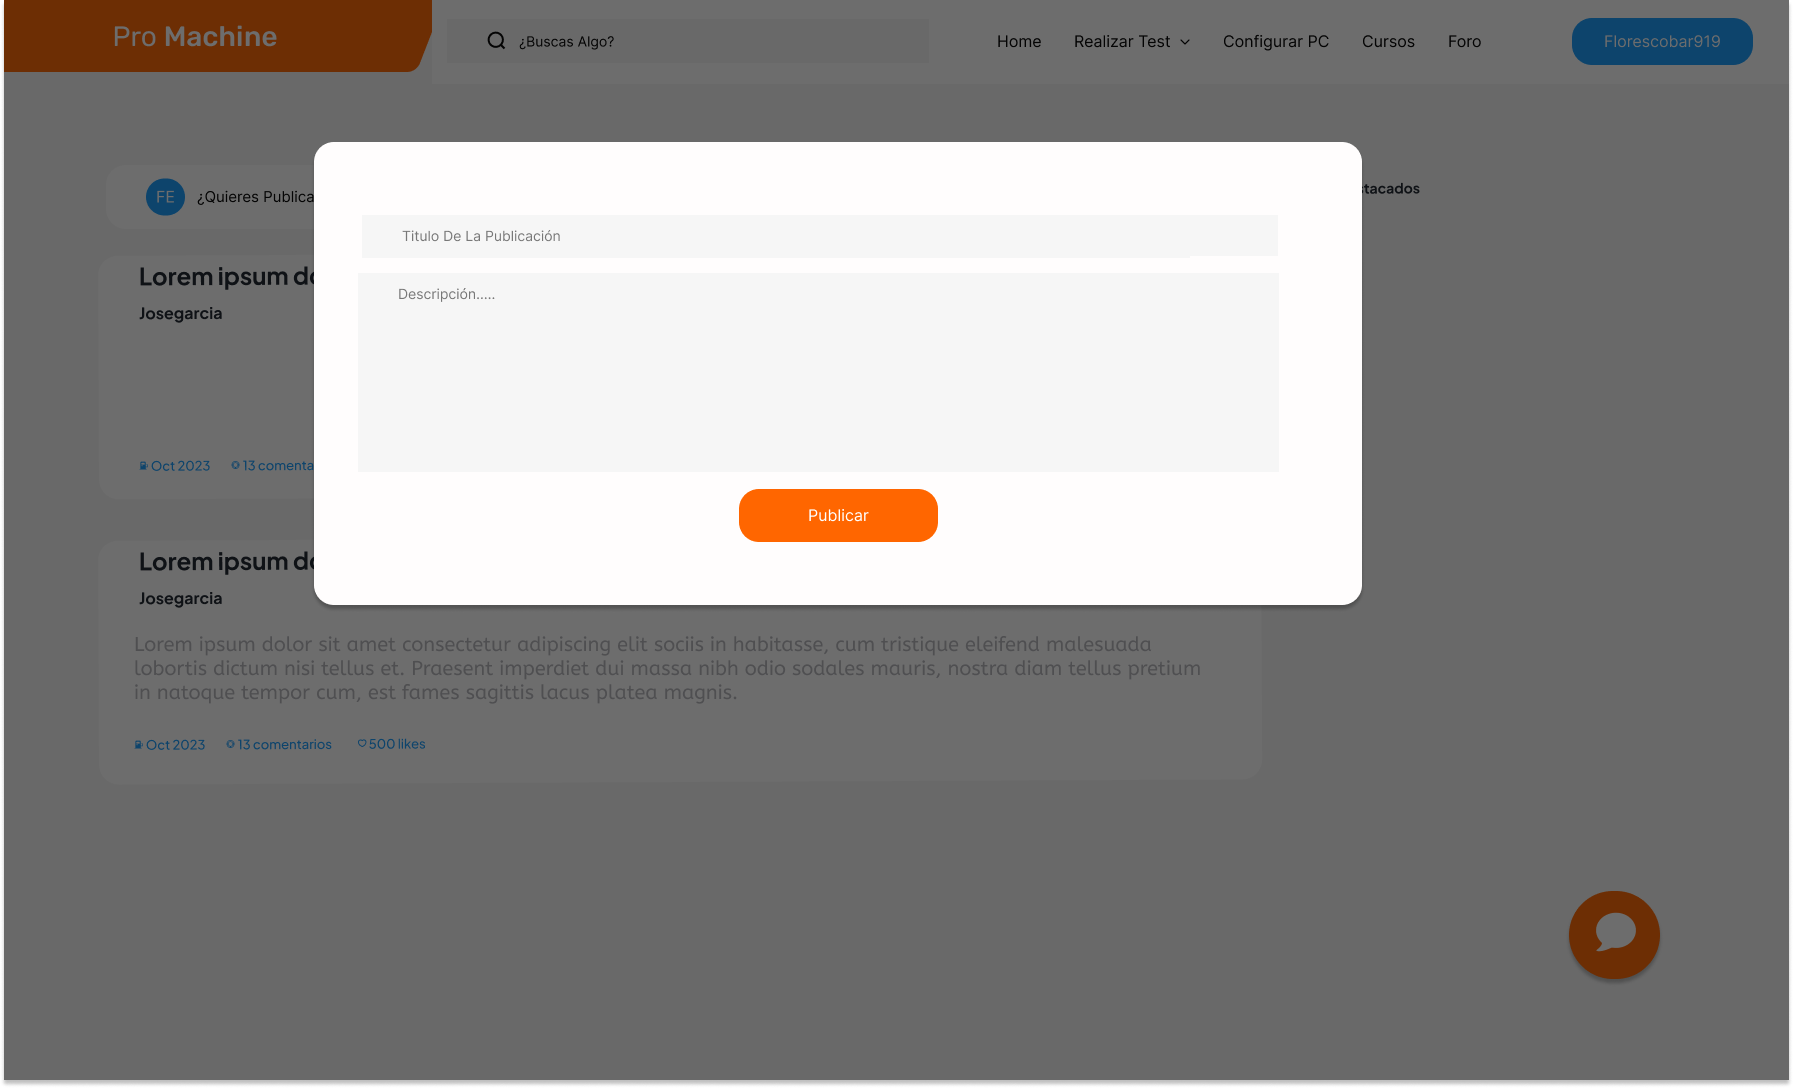 Pro Machine
¿Buscas Algo?
Home
Realizar Test
Configurar PC
Cursos
Foro
Florescobar919
FE
¿Quieres Publica
stacados
Titulo De La Publicación
Descripción.....
Publicar
Lorem ipsum do
Josegarcia
Oct 2023
13 comenta
Lorem ipsum do
Josegarcia
Lorem ipsum dolor sit amet consectetur adipiscing elit sociis in habitasse, cum tristique eleifend malesuada
lobortis dictum nisi tellus et. Praesent imperdiet dui massa nibh odio sodales mauris, nostra diam tellus pretium
in natoque tempor cum, est fames sagittis lacus platea magnis.
Oct 2023
13 comentarios
500 likes